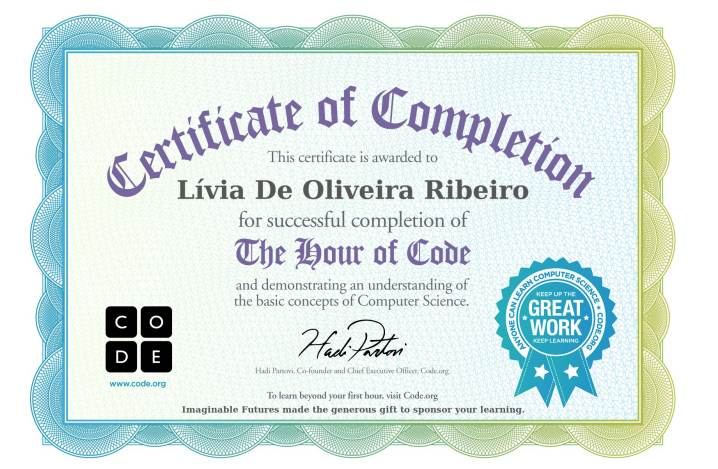 Certificate of Completion
This certificate is awarded to
Lívia De Oliveira Ribeiro
for successful completion of
The Hour of Code
and demonstrating an understanding of
the basic concepts of Computer Science.
Hadi Partovi
Hadi Partovi, Co-founder and Chief Executive Officer, Code.org
To learn beyond your first hour, visit Code.org
Imaginable Futures made the generous gift to sponsor your learning.
C O
D E
www.code.org
ANYONE CAN LEARN COMPUTER SCIENCE • CODE.ORG
KEEP UP THE
GREAT
WORK
KEEP LEARNING